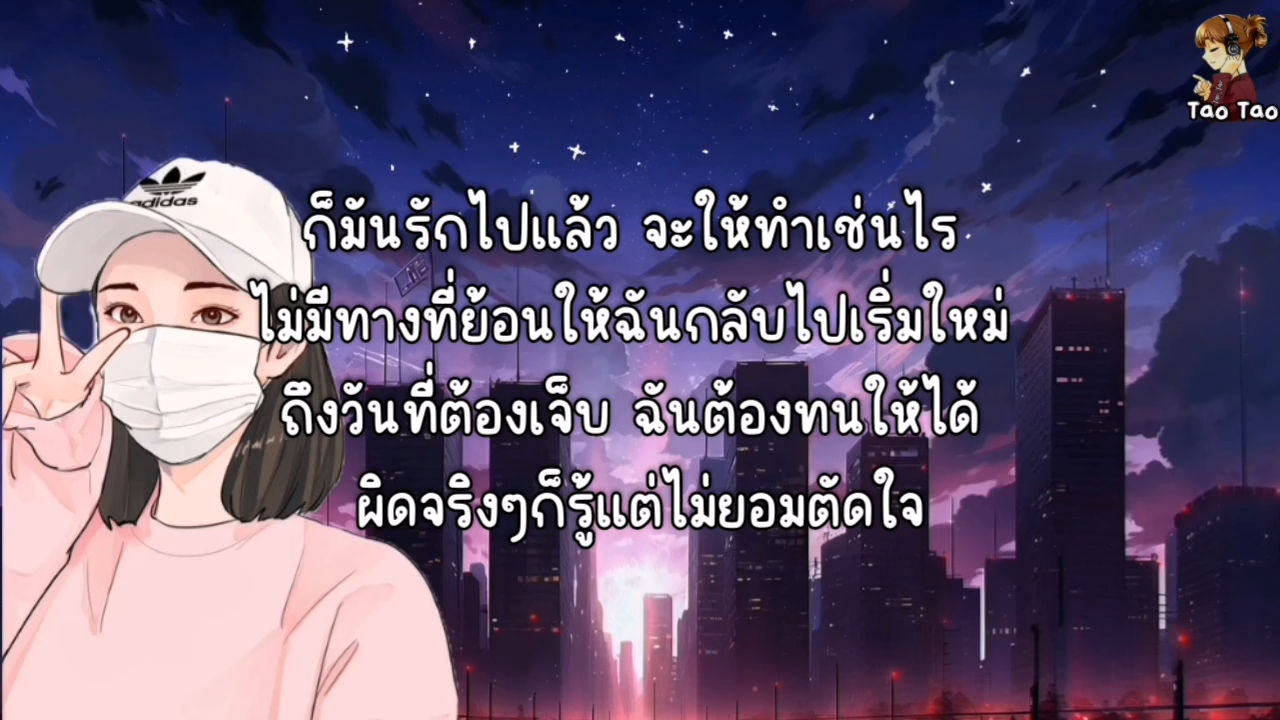 Tao Tao
adidas
ก็มันรักไปแล้ว จะให้ทำเช่นไร
ไม่มีทางที่ย้อนให้ฉันกลับไปเริ่มใหม่
ถึงวันที่ต้องเจ็บ ฉันต้องทนให้ได้
ผิดจริงๆก็รู้แต่ไม่ยอมตัดใจ